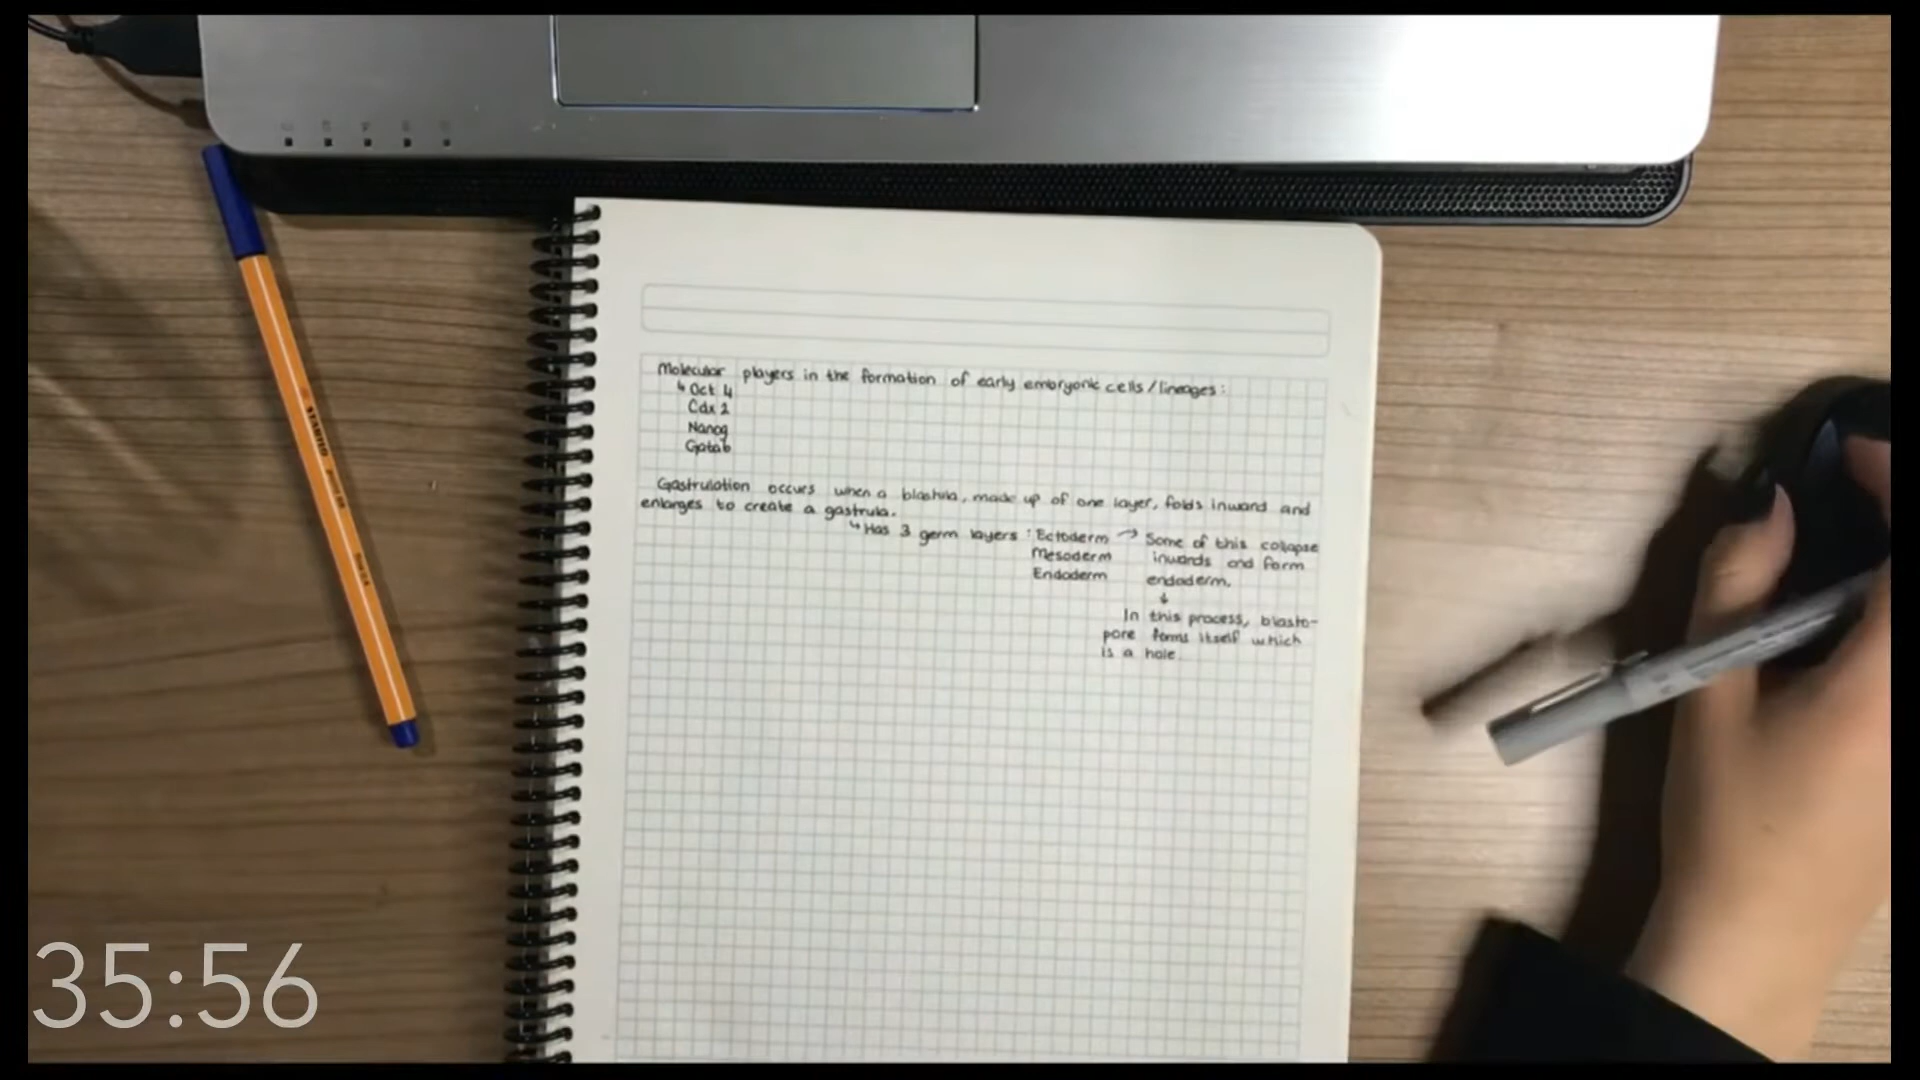 Molecular players in the formation of early embryonic cells/lineages:
↳ Oct 4
Cdx 2
Nanog
Gata6
Gastrulation occurs when a blastula, made up of one layer, folds inward and
enlarges to create a gastrula.
↳ Has 3 germ layers : Ectoderm → Some of this collapse
Mesoderm inwards and form
Endoderm endoderm.
↓
In this process, blasto-
pore forms itself which
is a hole.
STABILO
35:56